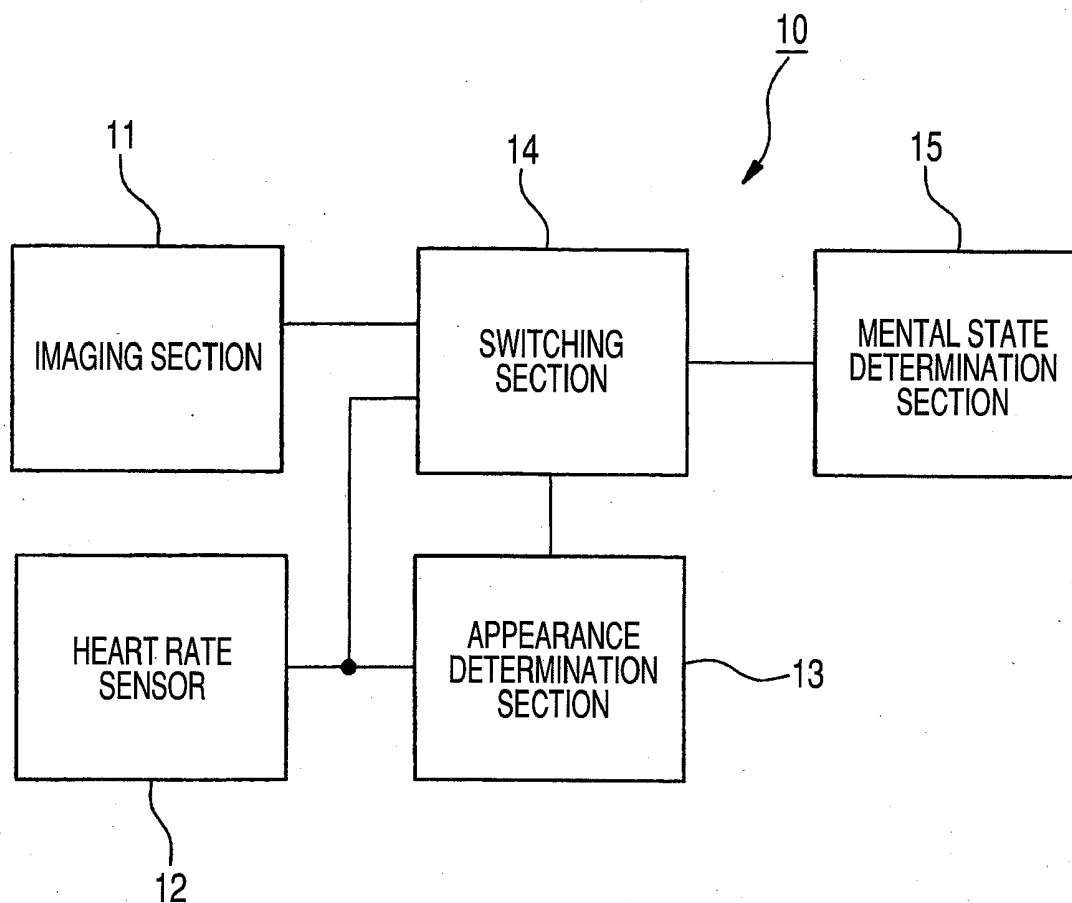 10
11
14
15
IMAGING SECTION
SWITCHING
SECTION
MENTAL STATE
DETERMINATION
SECTION
HEART RATE
SENSOR
APPEARANCE
DETERMINATION
SECTION
13
12